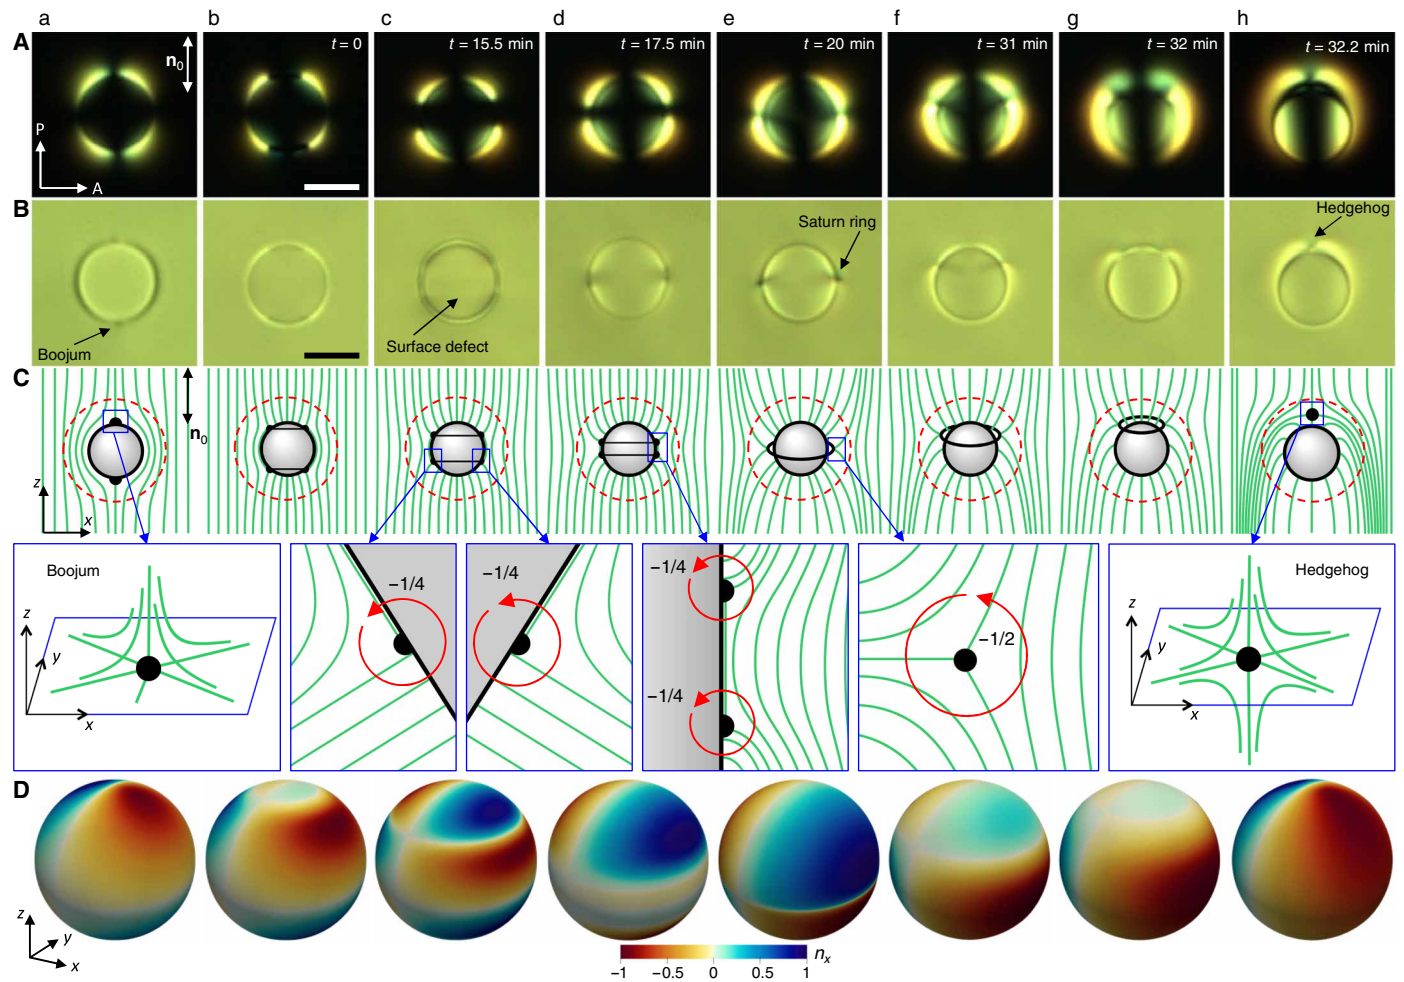 a b c d e f g h
A n0 t = 0 t = 15.5 min t = 17.5 min t = 20 min t = 31 min t = 32 min t = 32.2 min
P
A
B Saturn ring Hedgehog
Boojum Surface defect
C
n0
z
x
Boojum −1/4 −1/4 −1/4 −1/2 Hedgehog
z z
y y
−1/4
x x
D
z
y
x
nx
−1 −0.5 0 0.5 1